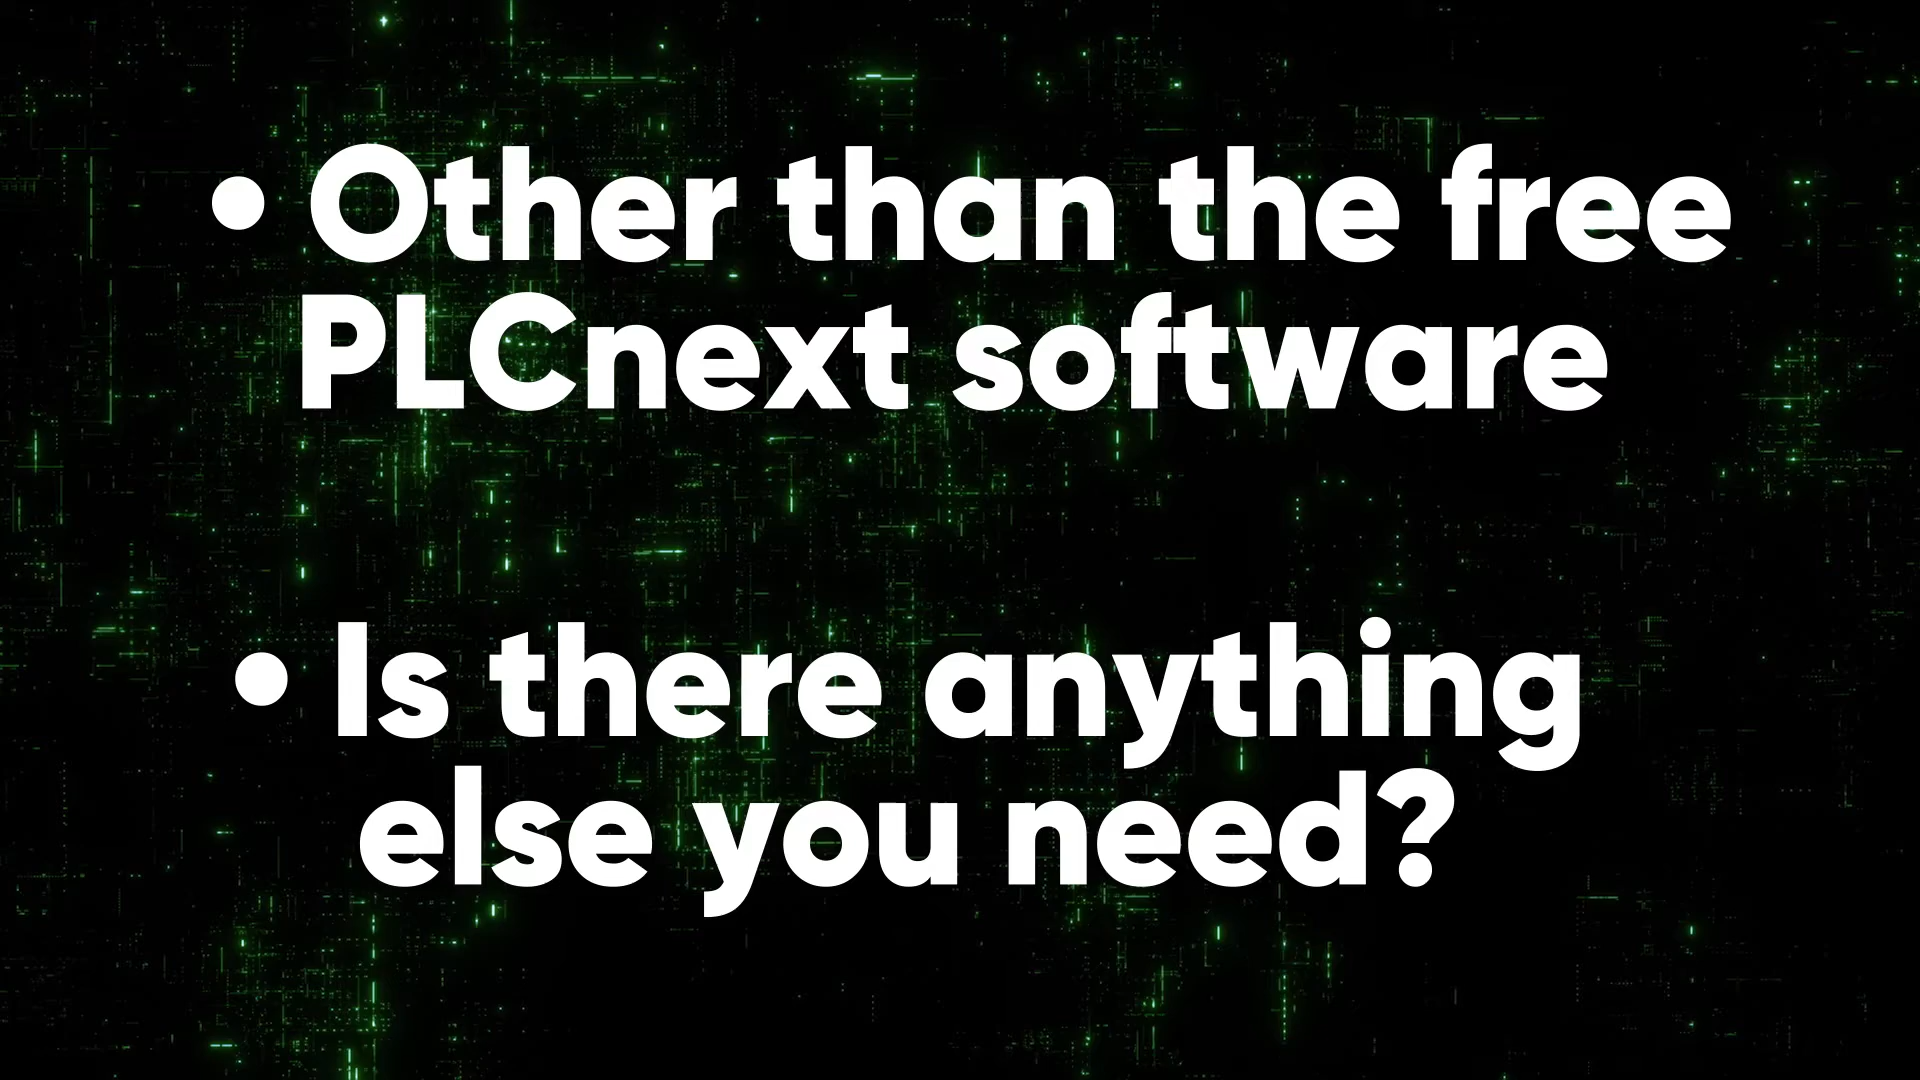 • Other than the free
PLCnext software
• Is there anything
else you need?